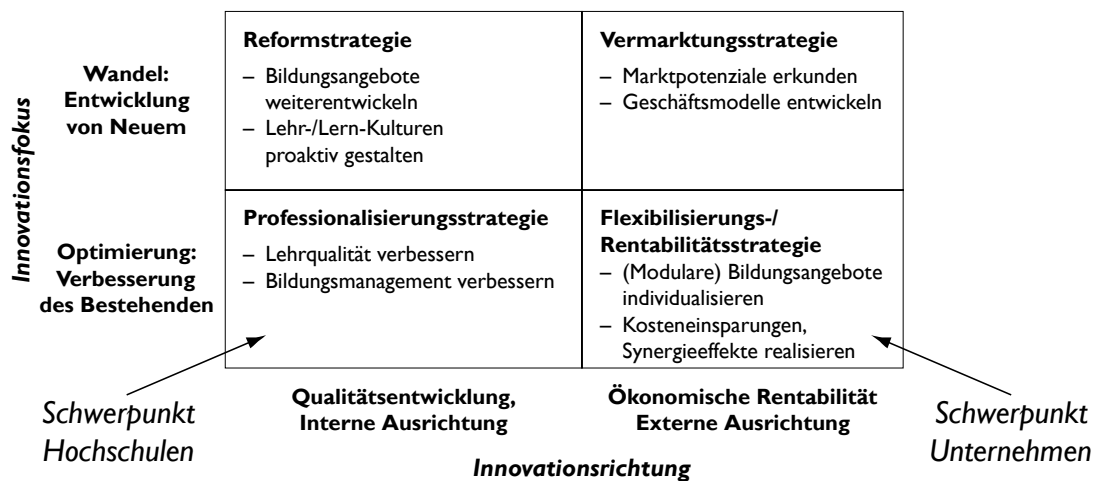 Innovationsfokus
Wandel:
Entwicklung
von Neuem
Reformstrategie
– Bildungsangebote
weiterentwickeln
– Lehr-/Lern-Kulturen
proaktiv gestalten
Vermarktungsstrategie
– Marktpotenziale erkunden
– Geschäftsmodelle entwickeln
Optimierung:
Verbesserung
des Bestehenden
Professionalisierungsstrategie
– Lehrqualität verbessern
– Bildungsmanagement verbessern
Flexibilisierungs-/
Rentabilitätsstrategie
– (Modulare) Bildungsangebote
individualisieren
– Kosteneinsparungen,
Synergieeffekte realisieren
Schwerpunkt
Hochschulen
Qualitätsentwicklung,
Interne Ausrichtung
Ökonomische Rentabilität
Externe Ausrichtung
Schwerpunkt
Unternehmen
Innovationsrichtung